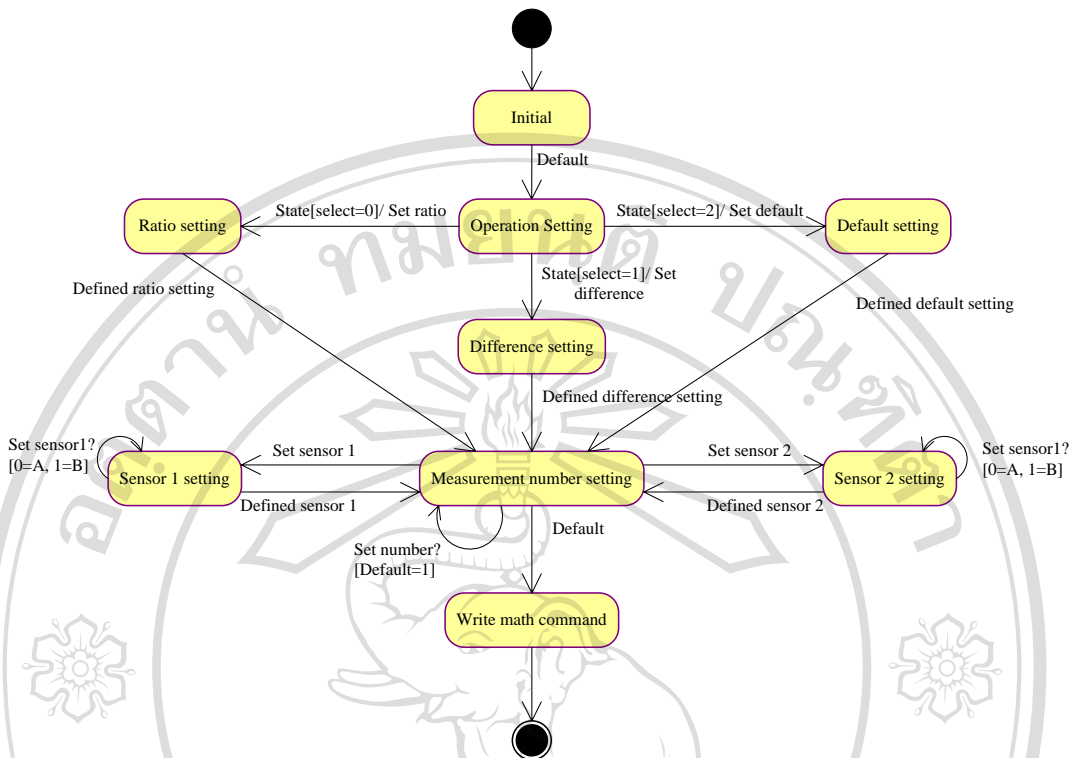 Initial
Default
Ratio setting
State[select=0]/ Set ratio
Operation Setting
State[select=2]/ Set default
Default setting
State[select=1]/ Set
difference
Defined ratio setting
Defined default setting
Difference setting
Defined difference setting
Set sensor1?
[0=A, 1=B]
Sensor 1 setting
Set sensor 1
Defined sensor 1
Measurement number setting
Set sensor 2
Defined sensor 2
Sensor 2 setting
Set sensor1?
[0=A, 1=B]
Set number?
[Default=1]
Default
Write math command